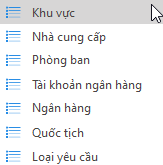 Khu vực
Nhà cung cấp
Phòng ban
Tài khoản ngân hàng
Ngân hàng
Quốc tịch
Loại yêu cầu